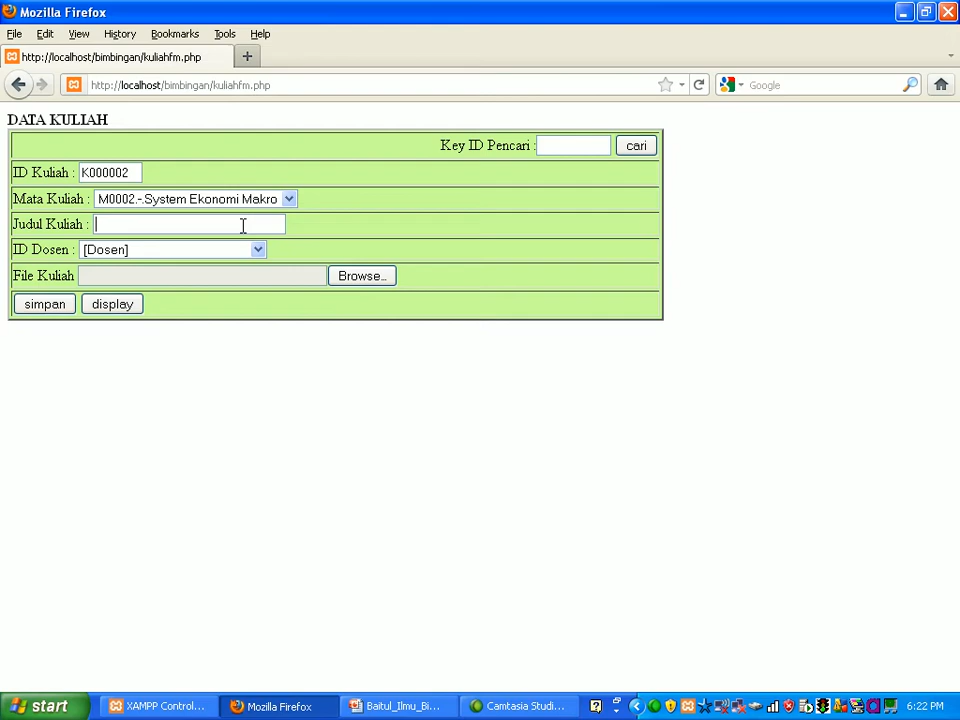 Mozilla Firefox
File Edit View History Bookmarks Tools Help
http://localhost/bimbingan/kuliahfm.php
http://localhost/bimbingan/kuliahfm.php Google
DATA KULIAH
Key ID Pencari : cari
ID Kuliah : K000002
Mata Kuliah : M0002.-.System Ekonomi Makro
Judul Kuliah :
ID Dosen : [Dosen]
File Kuliah Browse...
simpan display
start XAMPP Control... Mozilla Firefox Baitul_Ilmu_Bi... Camtasia Studi... 6:22 PM